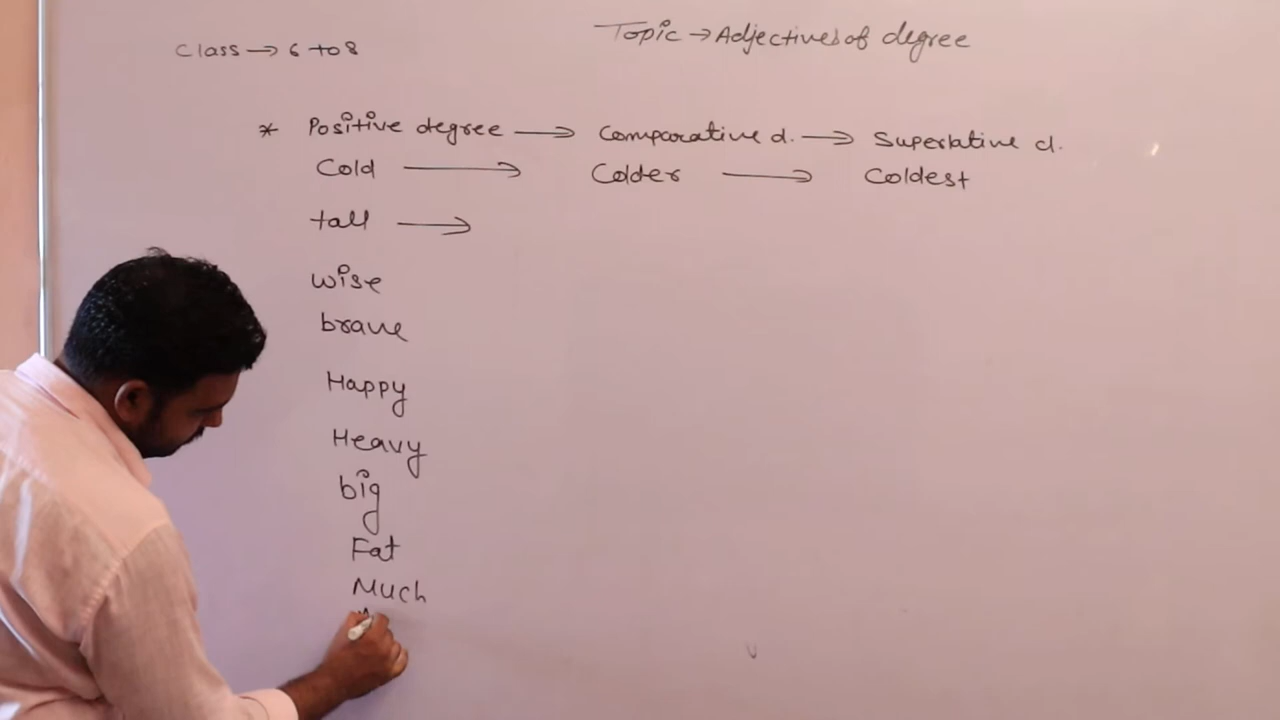 Class → 6 to 8
Topic → Adjectives of degree
* Positive degree → Comparative d. → Superlative d.
Cold → Colder → Coldest
tall →
wise
brave
Happy
Heavy
big
Fat
Much